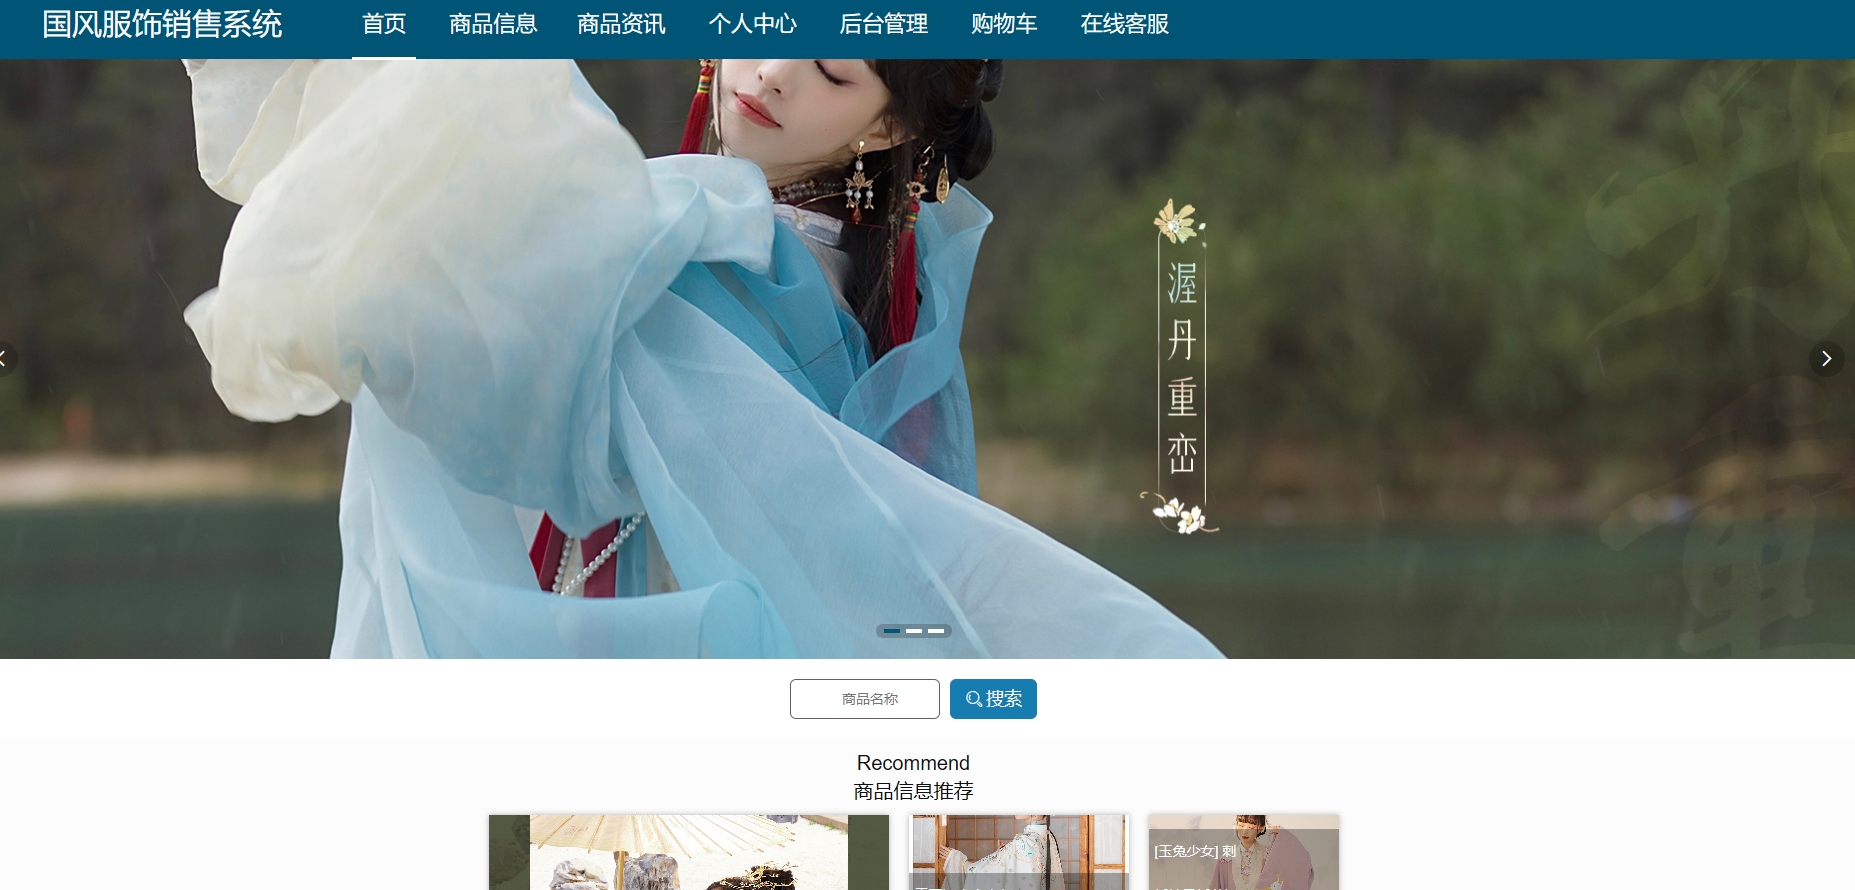 国风服饰销售系统
首页 商品信息 商品资讯 个人中心 后台管理 购物车 在线客服
渥丹重峦
商品名称 搜索
Recommend
商品信息推荐
[玉兔少女] 刺